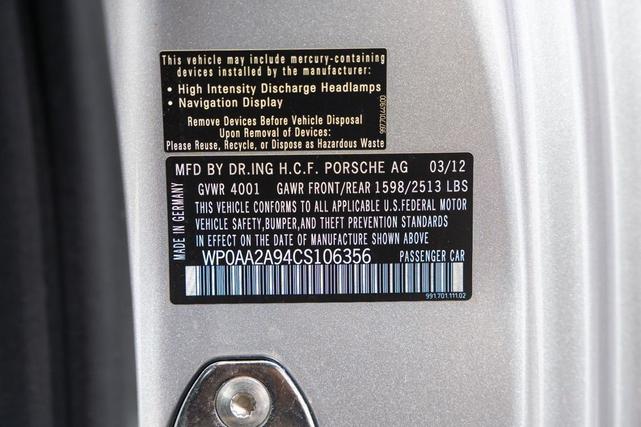 This vehicle may include mercury-containing
devices installed by the manufacturer:
• High Intensity Discharge Headlamps
• Navigation Display
Remove Devices Before Vehicle Disposal
Upon Removal of Devices:
Please Reuse, Recycle, or Dispose as Hazardous Waste
MFD BY DR.ING H.C.F. PORSCHE AG 03/12
GVWR 4001 GAWR FRONT/REAR 1598/2513 LBS
THIS VEHICLE CONFORMS TO ALL APPLICABLE U.S.FEDERAL MOTOR
VEHICLE SAFETY,BUMPER,AND THEFT PREVENTION STANDARDS
IN EFFECT ON THE DATE OF MANUFACTURE SHOWN ABOVE
WP0AA2A94CS106356 PASSENGER CAR
MADE IN GERMANY
991.701.111.02